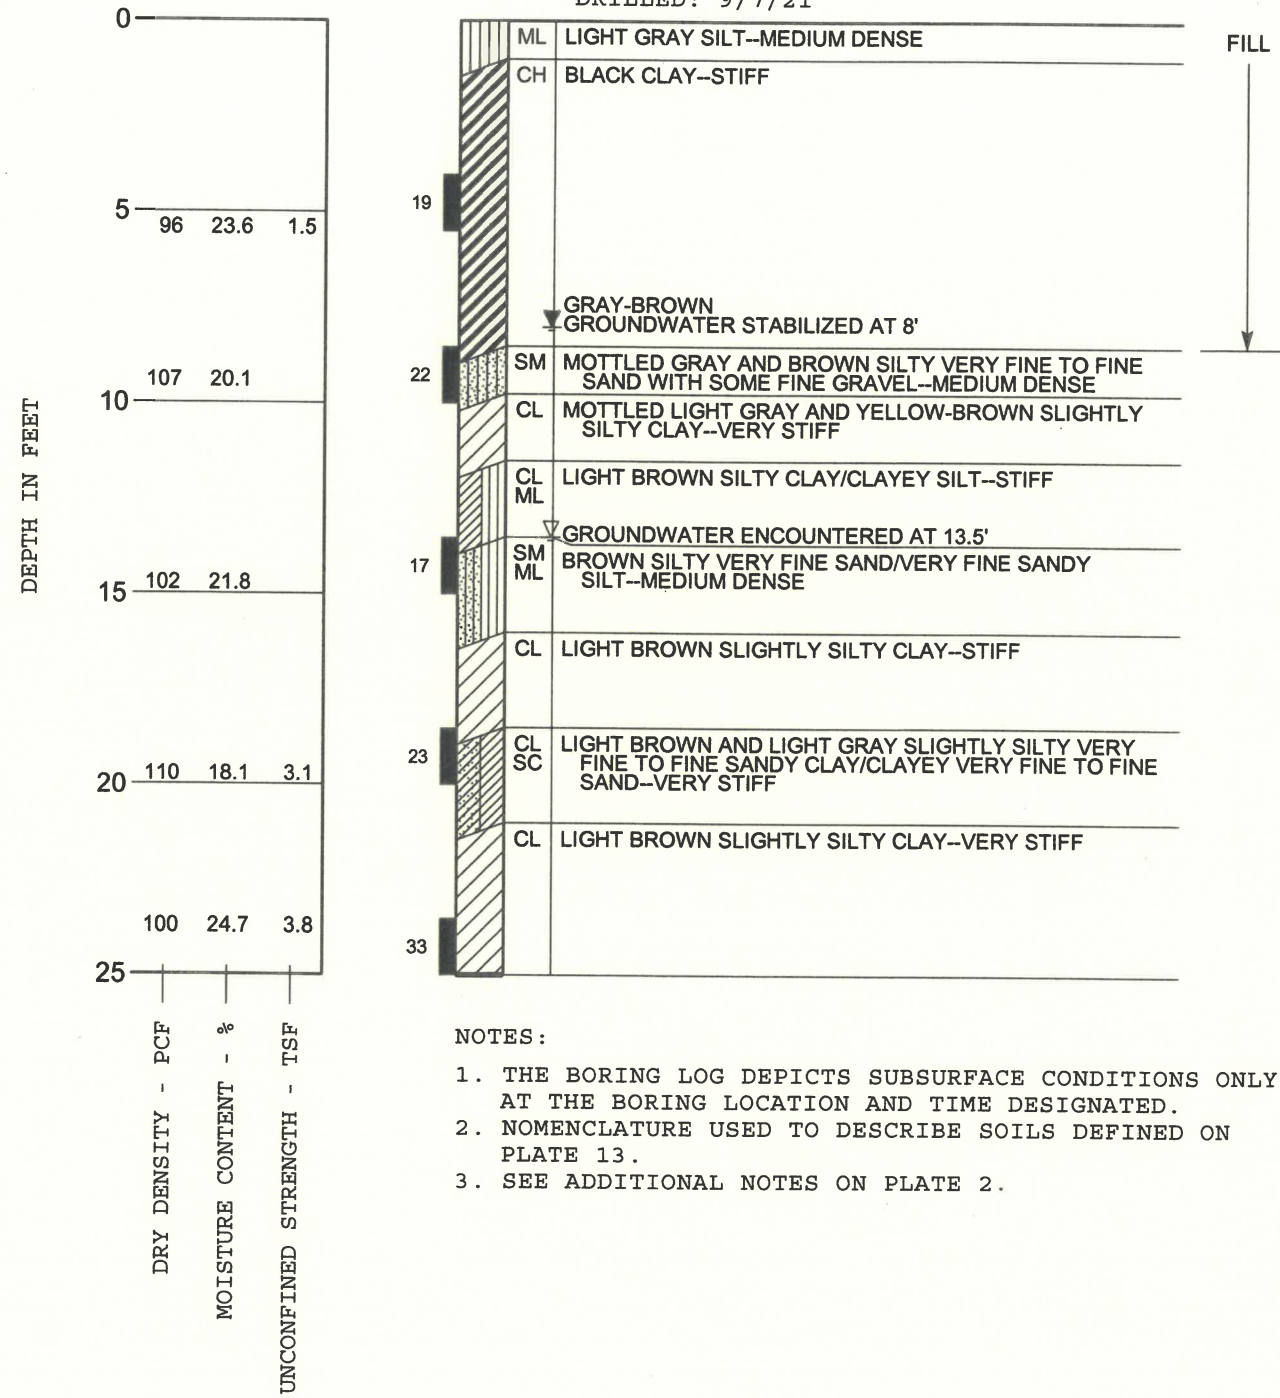 DRILLED: 9/7/21
0
ML LIGHT GRAY SILT--MEDIUM DENSE
FILL
CH BLACK CLAY--STIFF
19
5
96 23.6 1.5
GRAY-BROWN
GROUNDWATER STABILIZED AT 8'
SM MOTTLED GRAY AND BROWN SILTY VERY FINE TO FINE
SAND WITH SOME FINE GRAVEL--MEDIUM DENSE
22
107 20.1
10
CL MOTTLED LIGHT GRAY AND YELLOW-BROWN SLIGHTLY
SILTY CLAY--VERY STIFF
CL LIGHT BROWN SILTY CLAY/CLAYEY SILT--STIFF
ML
GROUNDWATER ENCOUNTERED AT 13.5'
SM BROWN SILTY VERY FINE SAND/VERY FINE SANDY
ML SILT--MEDIUM DENSE
17
102 21.8
15
CL LIGHT BROWN SLIGHTLY SILTY CLAY--STIFF
CL LIGHT BROWN AND LIGHT GRAY SLIGHTLY SILTY VERY
SC FINE TO FINE SANDY CLAY/CLAYEY VERY FINE TO FINE
SAND--VERY STIFF
23
110 18.1 3.1
20
CL LIGHT BROWN SLIGHTLY SILTY CLAY--VERY STIFF
100 24.7 3.8
33
25
DEPTH IN FEET
DRY DENSITY - PCF
MOISTURE CONTENT - %
UNCONFINED STRENGTH - TSF
NOTES:
1. THE BORING LOG DEPICTS SUBSURFACE CONDITIONS ONLY
AT THE BORING LOCATION AND TIME DESIGNATED.
2. NOMENCLATURE USED TO DESCRIBE SOILS DEFINED ON
PLATE 13.
3. SEE ADDITIONAL NOTES ON PLATE 2.